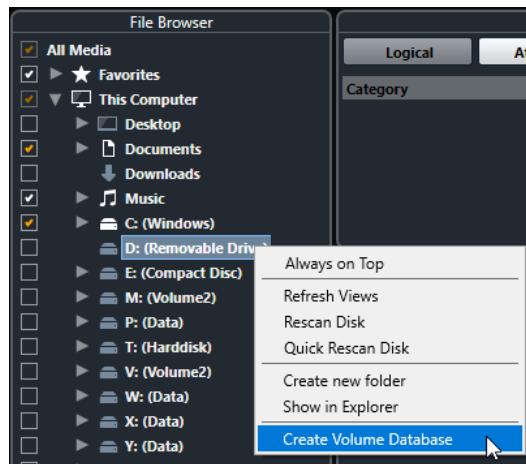 File Browser
All Media
Favorites
This Computer
Desktop
Documents
Downloads
Music
C: (Windows)
D: (Removable Drive)
E: (Compact Disc)
M: (Volume2)
P: (Data)
T: (Harddisk)
V: (Volume2)
W: (Data)
X: (Data)
Y: (Data)
Logical
Category
Always on Top
Refresh Views
Rescan Disk
Quick Rescan Disk
Create new folder
Show in Explorer
Create Volume Database